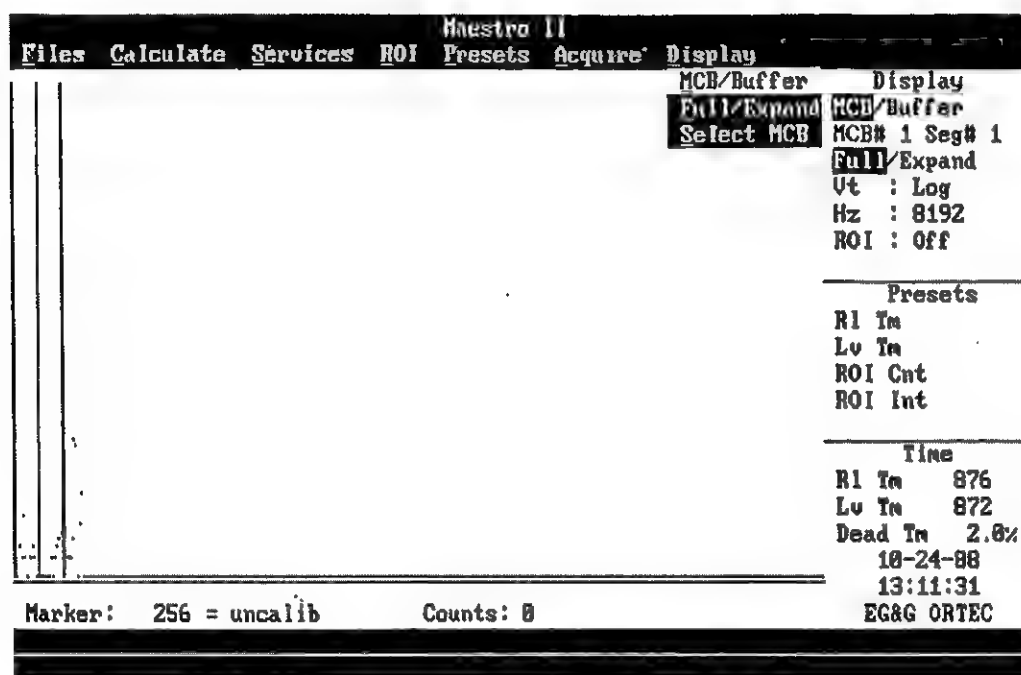 Maestro II
Files Calculate Services ROI Presets Acquire Display
MCB/Buffer
Full/Expand
Select MCB
Display
MCB/Buffer
MCB# 1 Seg# 1
Full/Expand
Vt : Log
Hz : 8192
ROI : Off
Presets
Rl Tm
Lv Tm
ROI Cnt
ROI Int
Time
Rl Tm 876
Lv Tm 872
Dead Tm 2.0%
10-24-88
13:11:31
EG&G ORTEC
Marker: 256 = uncalib Counts: 0